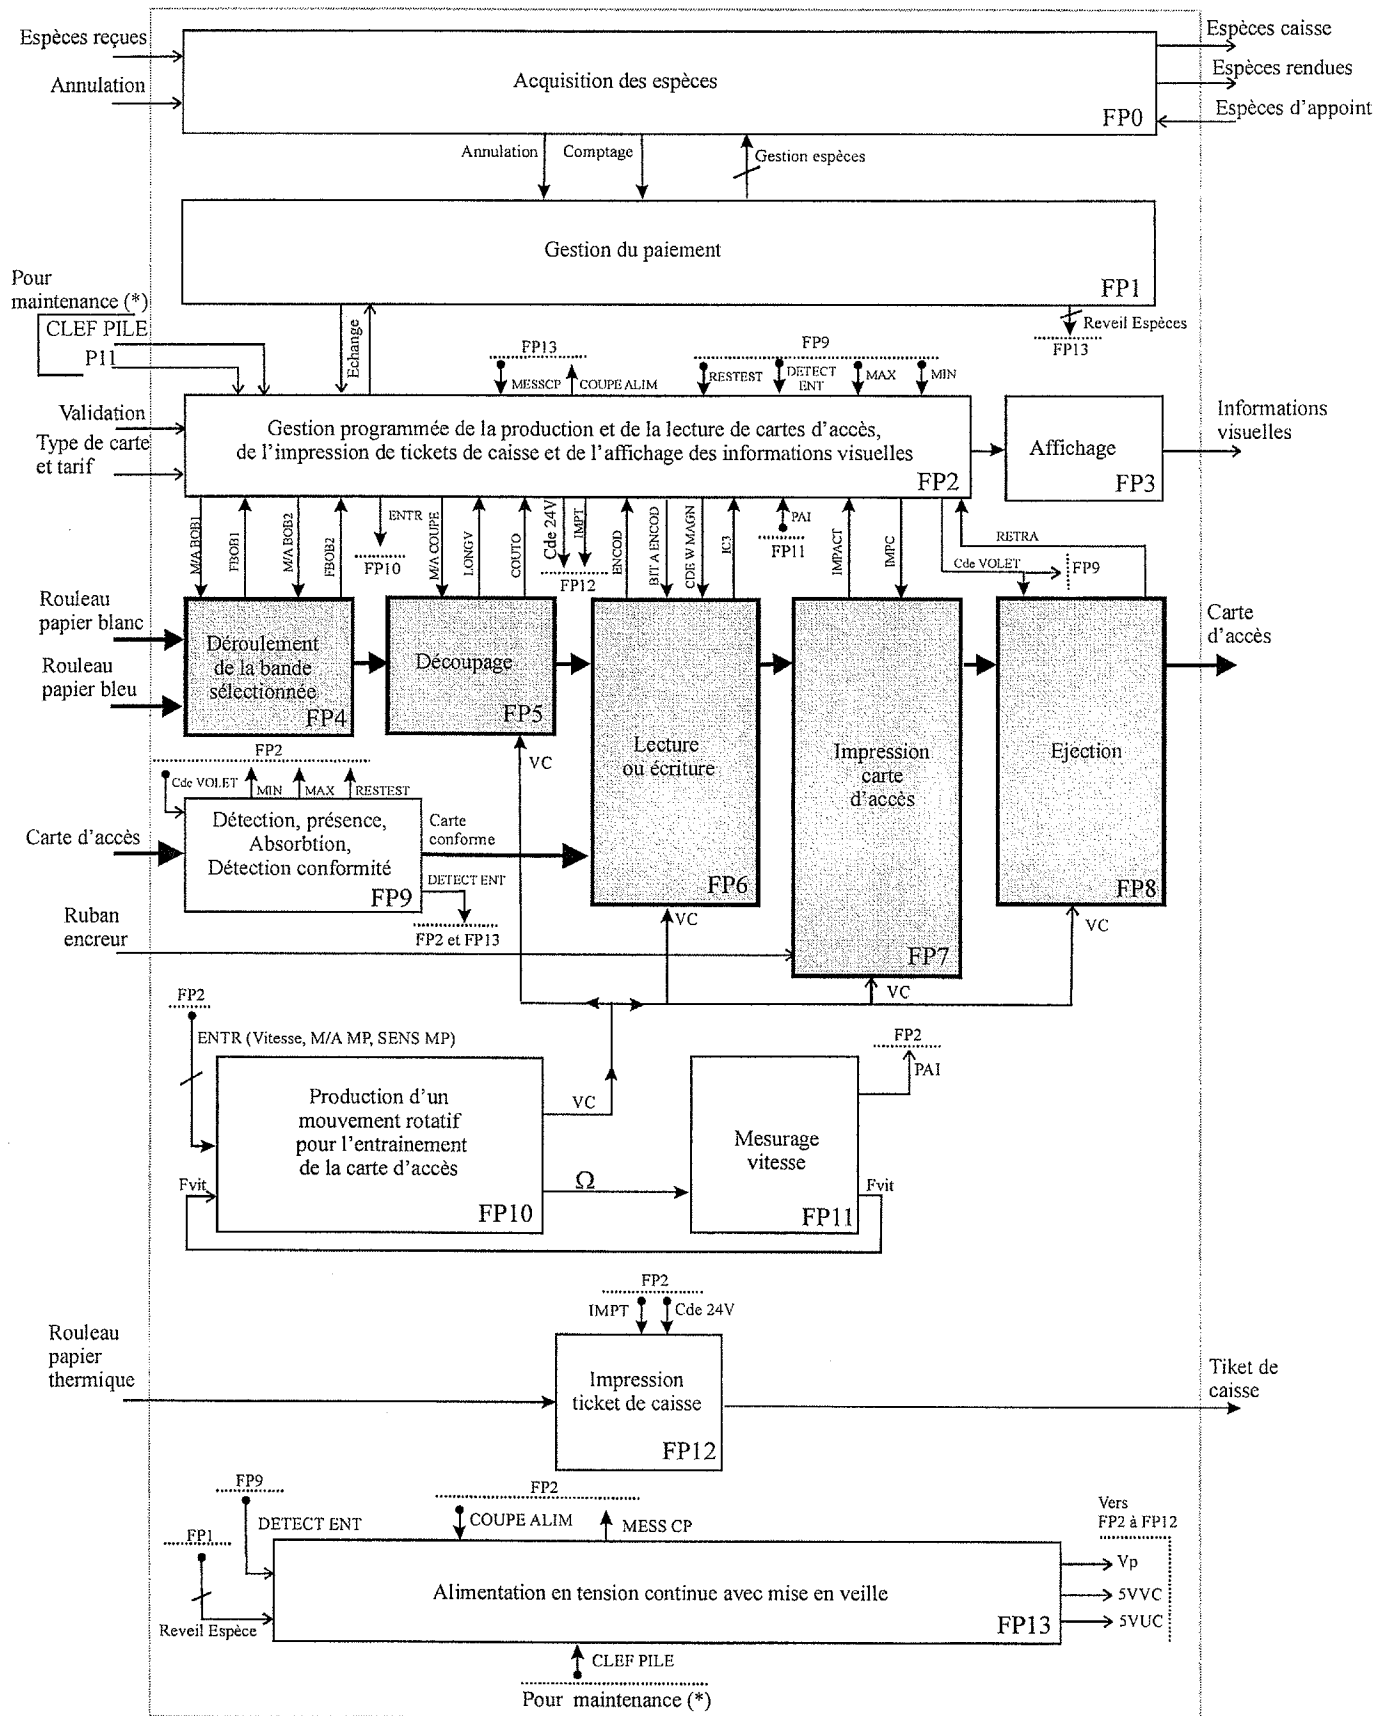 Espèces reçues
Annulation
Acquisition des espèces
FP0
Espèces caisse
Espèces rendues
Espèces d'appoint
Annulation
Comptage
Gestion espèces
Gestion du paiement
FP1
Pour
maintenance (*)
CLEF PILE
P11
Echange
FP13
MESSCP
COUPE ALIM
FP9
RESTEST
DETECT
ENT
MAX
MIN
Reveil Espèces
FP13
Validation
Type de carte
et tarif
Gestion programmée de la production et de la lecture de cartes d'accès,
de l'impression de tickets de caisse et de l'affichage des informations visuelles
FP2
Affichage
FP3
Informations
visuelles
M/A BOB1
FBOB1
M/A BOB2
FBOB2
ENTR
FP10
M/A COUPE
LONGV
COUTO
Cde 24V
IMPT
FP12
ENCOD
BIT A ENCOD
CDE W MAGN
IC3
PAI
FP11
IMPACT
IMPC
Cde VOLET
FP9
RETRA
Rouleau
papier blanc
Rouleau
papier bleu
Déroulement
de la bande
sélectionnée
FP4
Découpage
FP5
Lecture
ou écriture
FP6
Impression
carte
d'accès
FP7
Ejection
FP8
Carte
d'accès
VC
FP2
Cde VOLET
MIN
MAX
RESTEST
Carte d'accès
Détection, présence,
Absorbtion,
Détection conformité
FP9
Carte
conforme
DETECT ENT
FP2 et FP13
Ruban
encreur
VC
VC
VC
FP2
ENTR (Vitesse, M/A MP, SENS MP)
Production d'un
mouvement rotatif
pour l'entrainement
de la carte d'accès
FP10
VC
Ω
Fvit
Mesurage
vitesse
FP11
FP2
PAI
Fvit
FP2
IMPT
Cde 24V
Rouleau
papier
thermique
Impression
ticket de caisse
FP12
Tiket de
caisse
FP9
DETECT ENT
FP1
Reveil Espèce
FP2
COUPE ALIM
MESS CP
Alimentation en tension continue avec mise en veille
FP13
Vers
FP2 à FP12
Vp
5VVC
5VUC
CLEF PILE
Pour maintenance (*)